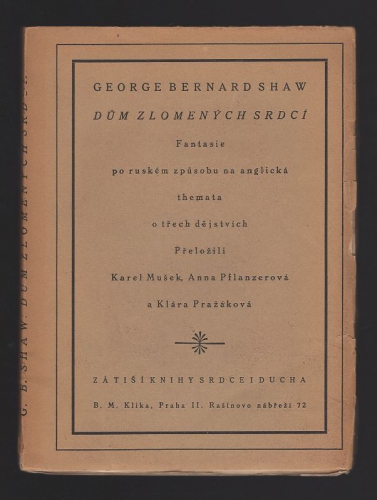 GEORGE BERNARD SHAW
DŮM ZLOMENÝCH SRDCÍ
Fantasie
po ruském způsobu na anglická
themata
o třech dějstvích
Přeložili
Karel Mušek, Anna Pflanzerová
a Klára Pražáková
ZÁTIŠÍ KNIHY SRDCE I DUCHA
B. M. Klika, Praha II. Rašínovo nábřeží 72
G. B. SHAW: DŮM ZLOMENÝCH SRDCÍ.